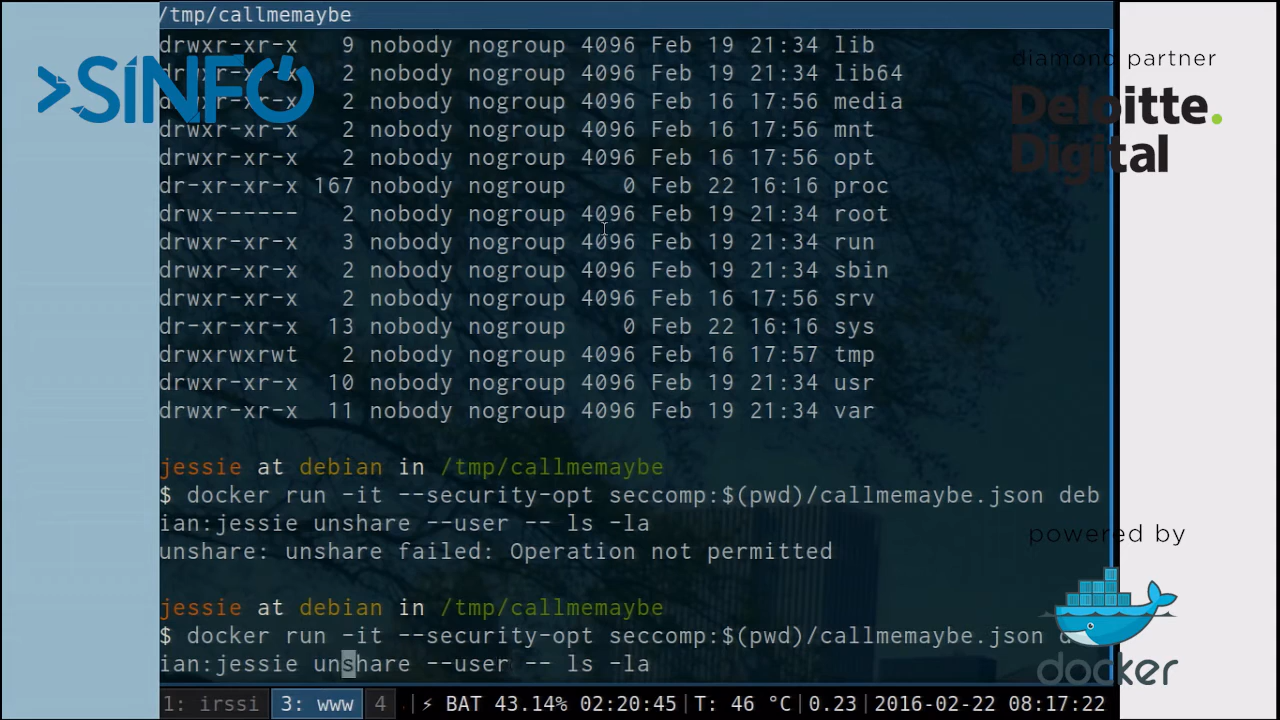 /tmp/callmemaybe
drwxr-xr-x 9 nobody nogroup 4096 Feb 19 21:34 lib
drwxr-xr-x 2 nobody nogroup 4096 Feb 19 21:34 lib64
drwxr-xr-x 2 nobody nogroup 4096 Feb 16 17:56 media
drwxr-xr-x 2 nobody nogroup 4096 Feb 16 17:56 mnt
drwxr-xr-x 2 nobody nogroup 4096 Feb 16 17:56 opt
dr-xr-xr-x 167 nobody nogroup 0 Feb 22 16:16 proc
drwx------ 2 nobody nogroup 4096 Feb 19 21:34 root
drwxr-xr-x 3 nobody nogroup 4096 Feb 19 21:34 run
drwxr-xr-x 2 nobody nogroup 4096 Feb 19 21:34 sbin
drwxr-xr-x 2 nobody nogroup 4096 Feb 16 17:56 srv
dr-xr-xr-x 13 nobody nogroup 0 Feb 22 16:16 sys
drwxrwxrwt 2 nobody nogroup 4096 Feb 16 17:57 tmp
drwxr-xr-x 10 nobody nogroup 4096 Feb 19 21:34 usr
drwxr-xr-x 11 nobody nogroup 4096 Feb 19 21:34 var
jessie at debian in /tmp/callmemaybe
$ docker run -it --security-opt seccomp:$(pwd)/callmemaybe.json deb
ian:jessie unshare --user -- ls -la
unshare: unshare failed: Operation not permitted
jessie at debian in /tmp/callmemaybe
$ docker run -it --security-opt seccomp:$(pwd)/callmemaybe.json
ian:jessie unshare --user -- ls -la
1: irssi 3: www 4 ⚡ BAT 43.14% 02:20:45|T: 46 °C|0.23|2016-02-22 08:17:22
>SINFO
diamond partner
Deloitte.
Digital
powered by
docker